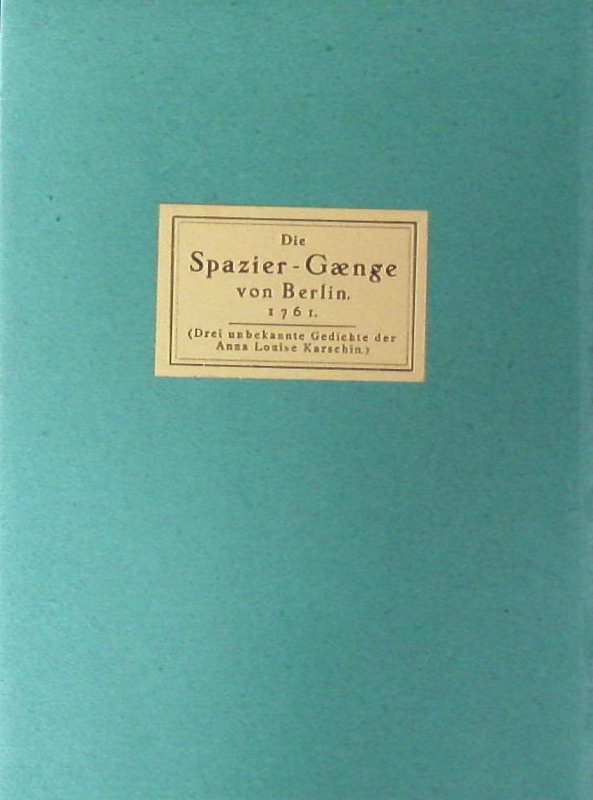 Die
Spazier-Gænge
von Berlin.
1761.
(Drei unbekannte Gedichte der
Anna Louise Karschin.)